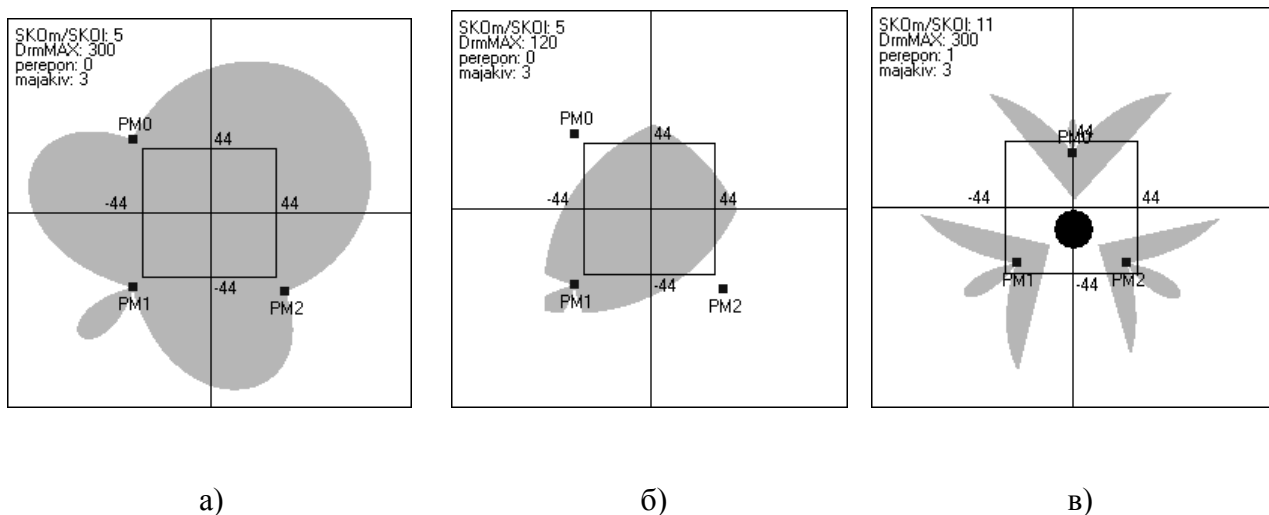 SKOm/SKOl: 5
DrmMAX: 300
perepon: 0
majakiv: 3
PM0
44
-44
44
-44
PM1
PM2
SKOm/SKOl: 5
DrmMAX: 120
perepon: 0
majakiv: 3
PM0
44
-44
44
-44
PM1
PM2
SKOm/SKOl: 11
DrmMAX: 300
perepon: 1
majakiv: 3
44
PM0
-44
44
PM1
-44
PM2
а)
б)
в)